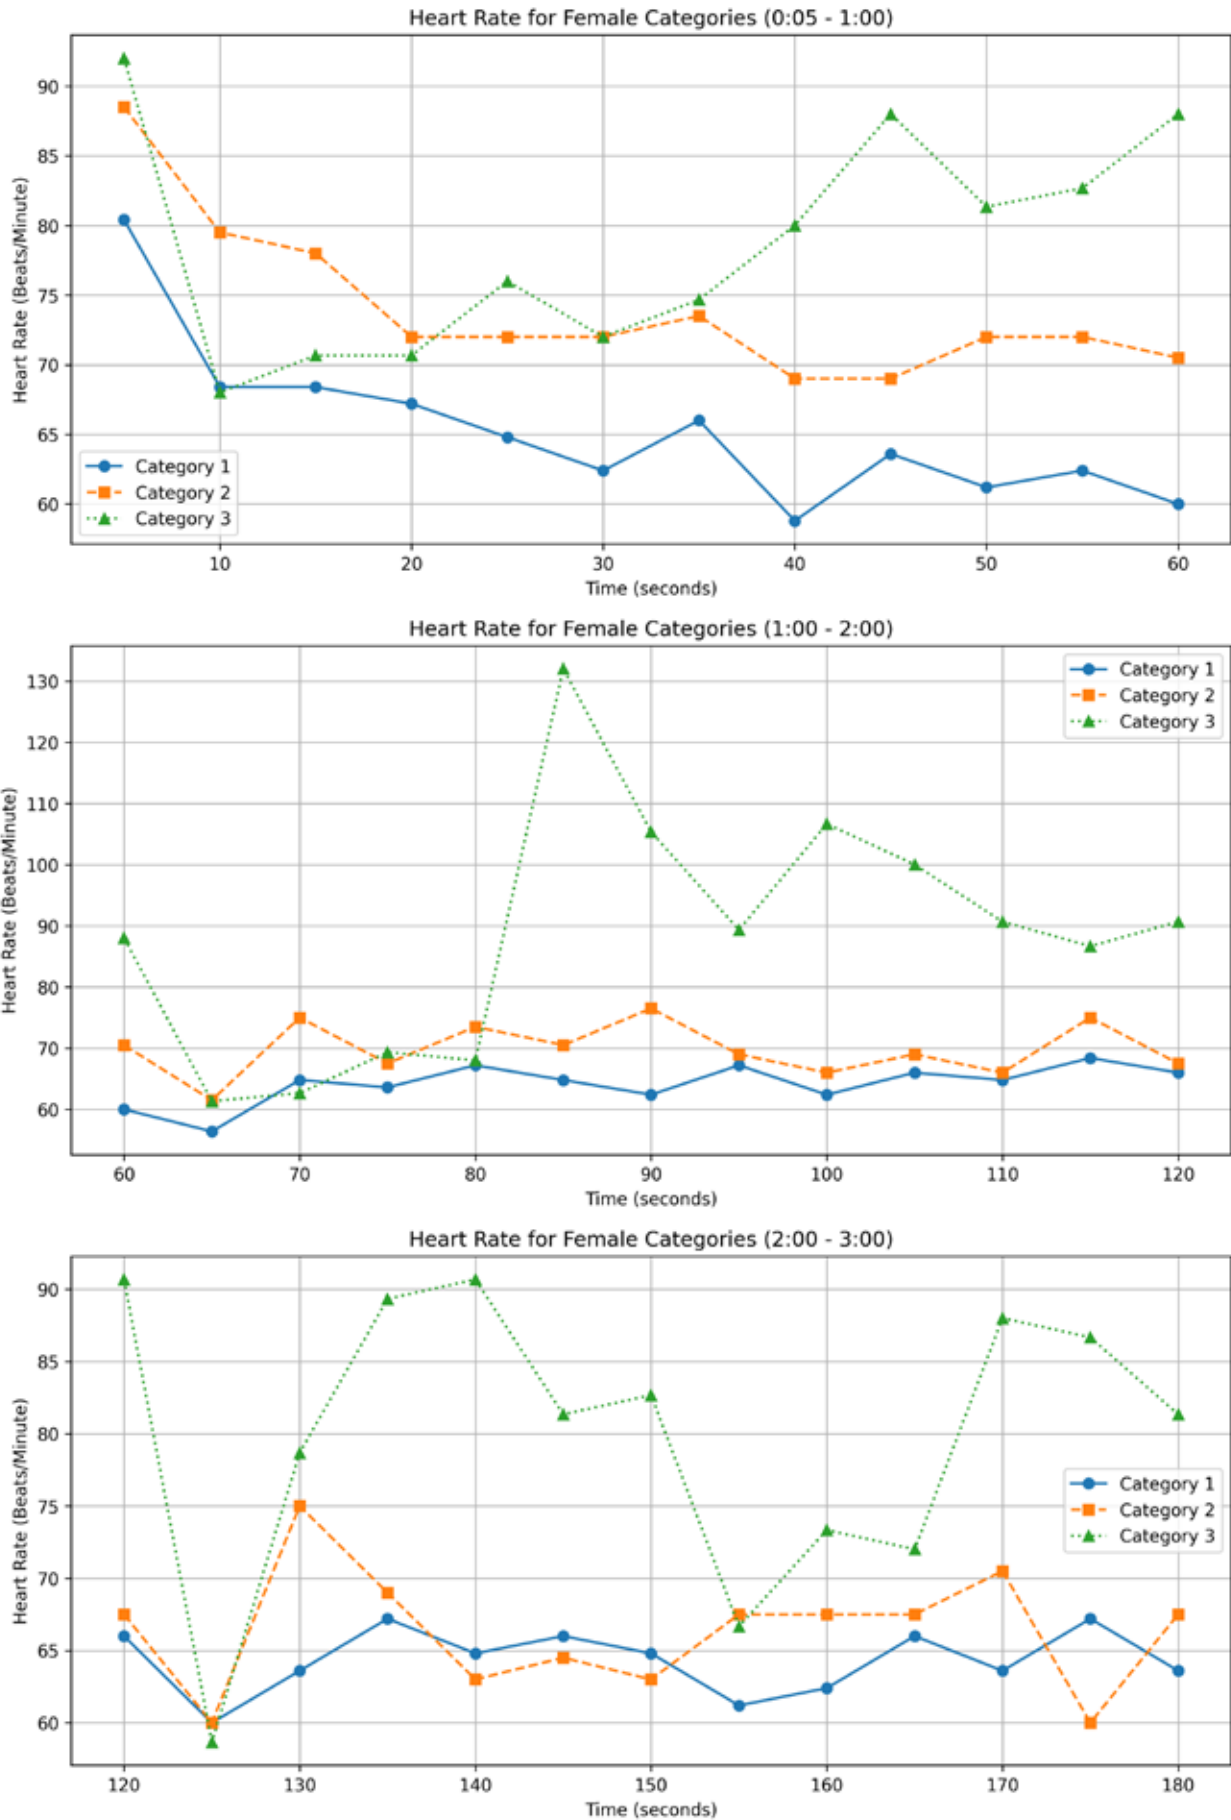 Heart Rate for Female Categories (0:05 - 1:00)
Heart Rate (Beats/Minute)
90
85
80
75
70
65
60
Category 1
Category 2
Category 3
10 20 30 40 50 60
Time (seconds)
Heart Rate for Female Categories (1:00 - 2:00)
Heart Rate (Beats/Minute)
130
120
110
100
90
80
70
60
Category 1
Category 2
Category 3
60 70 80 90 100 110 120
Time (seconds)
Heart Rate for Female Categories (2:00 - 3:00)
Heart Rate (Beats/Minute)
90
85
80
75
70
65
60
Category 1
Category 2
Category 3
120 130 140 150 160 170 180
Time (seconds)